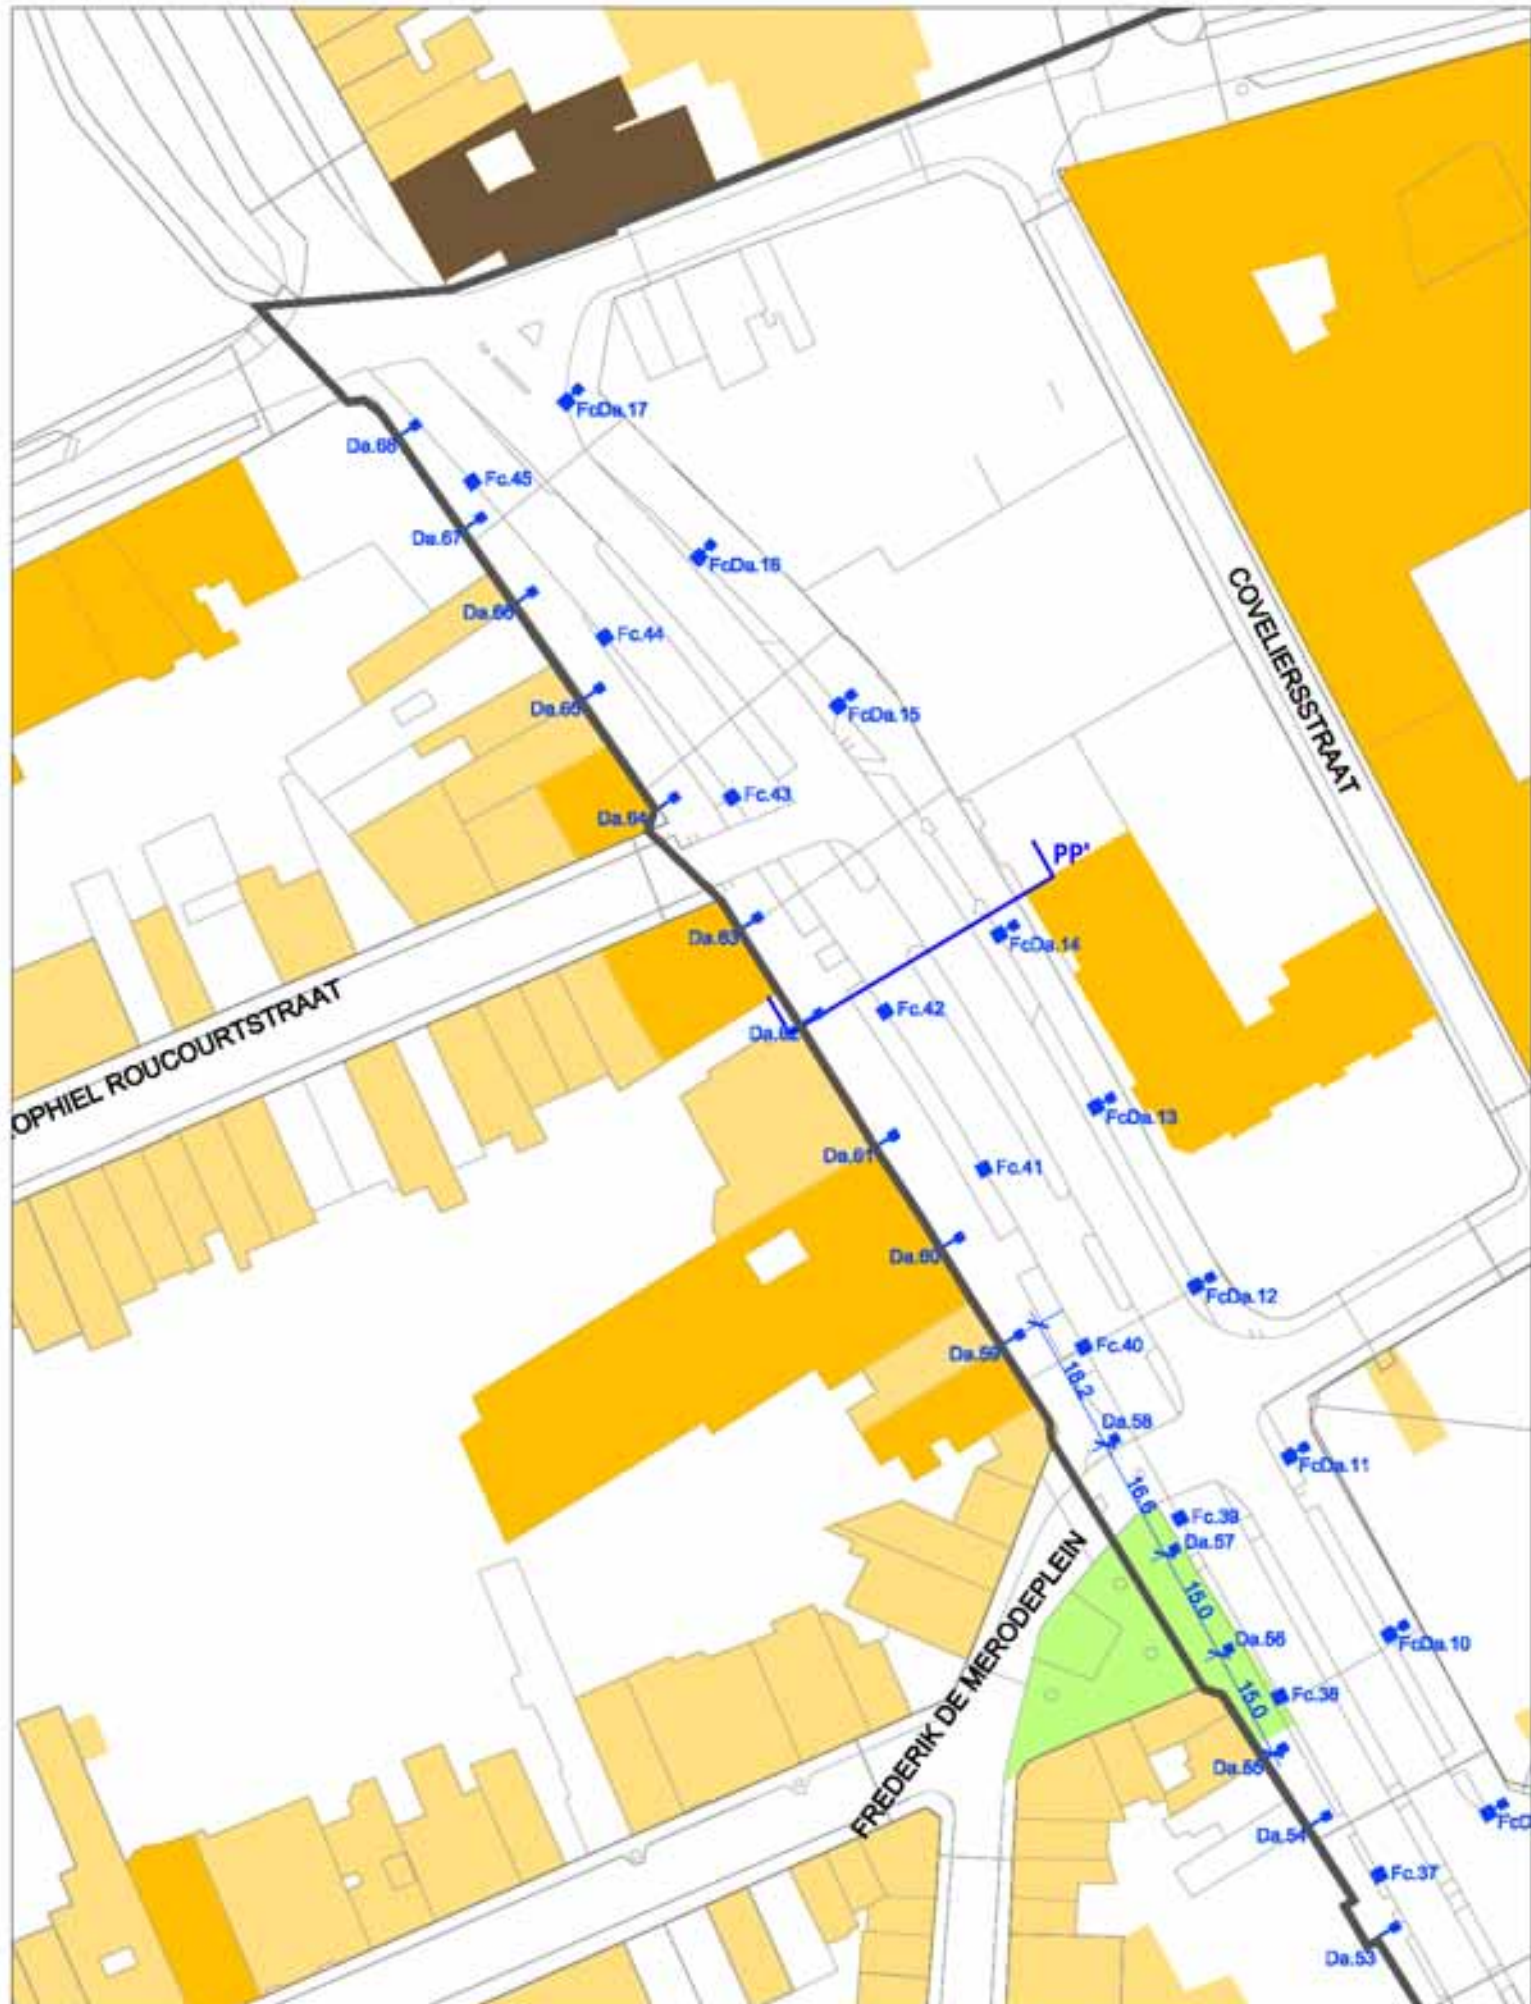 FcDa.17
Da.68
Fc.45
Da.67
FcDa.16
Da.66
Fc.44
COVELIERSSTRAAT
Da.65
FcDa.15
Fc.43
Da.64
PP'
Da.63
FcDa.14
OPHIEL ROUCOURTSTRAAT
Da.62
Fc.42
FcDa.13
Da.61
Fc.41
Da.60
FcDa.12
Da.59
Fc.40
18.2
Da.58
FcDa.11
16.6
Fc.39
Da.57
FREDERIK DE MERODEPLEIN
15.0
Da.56
FcDa.10
15.0
Fc.38
Da.55
FcD
Da.54
Fc.37
Da.53